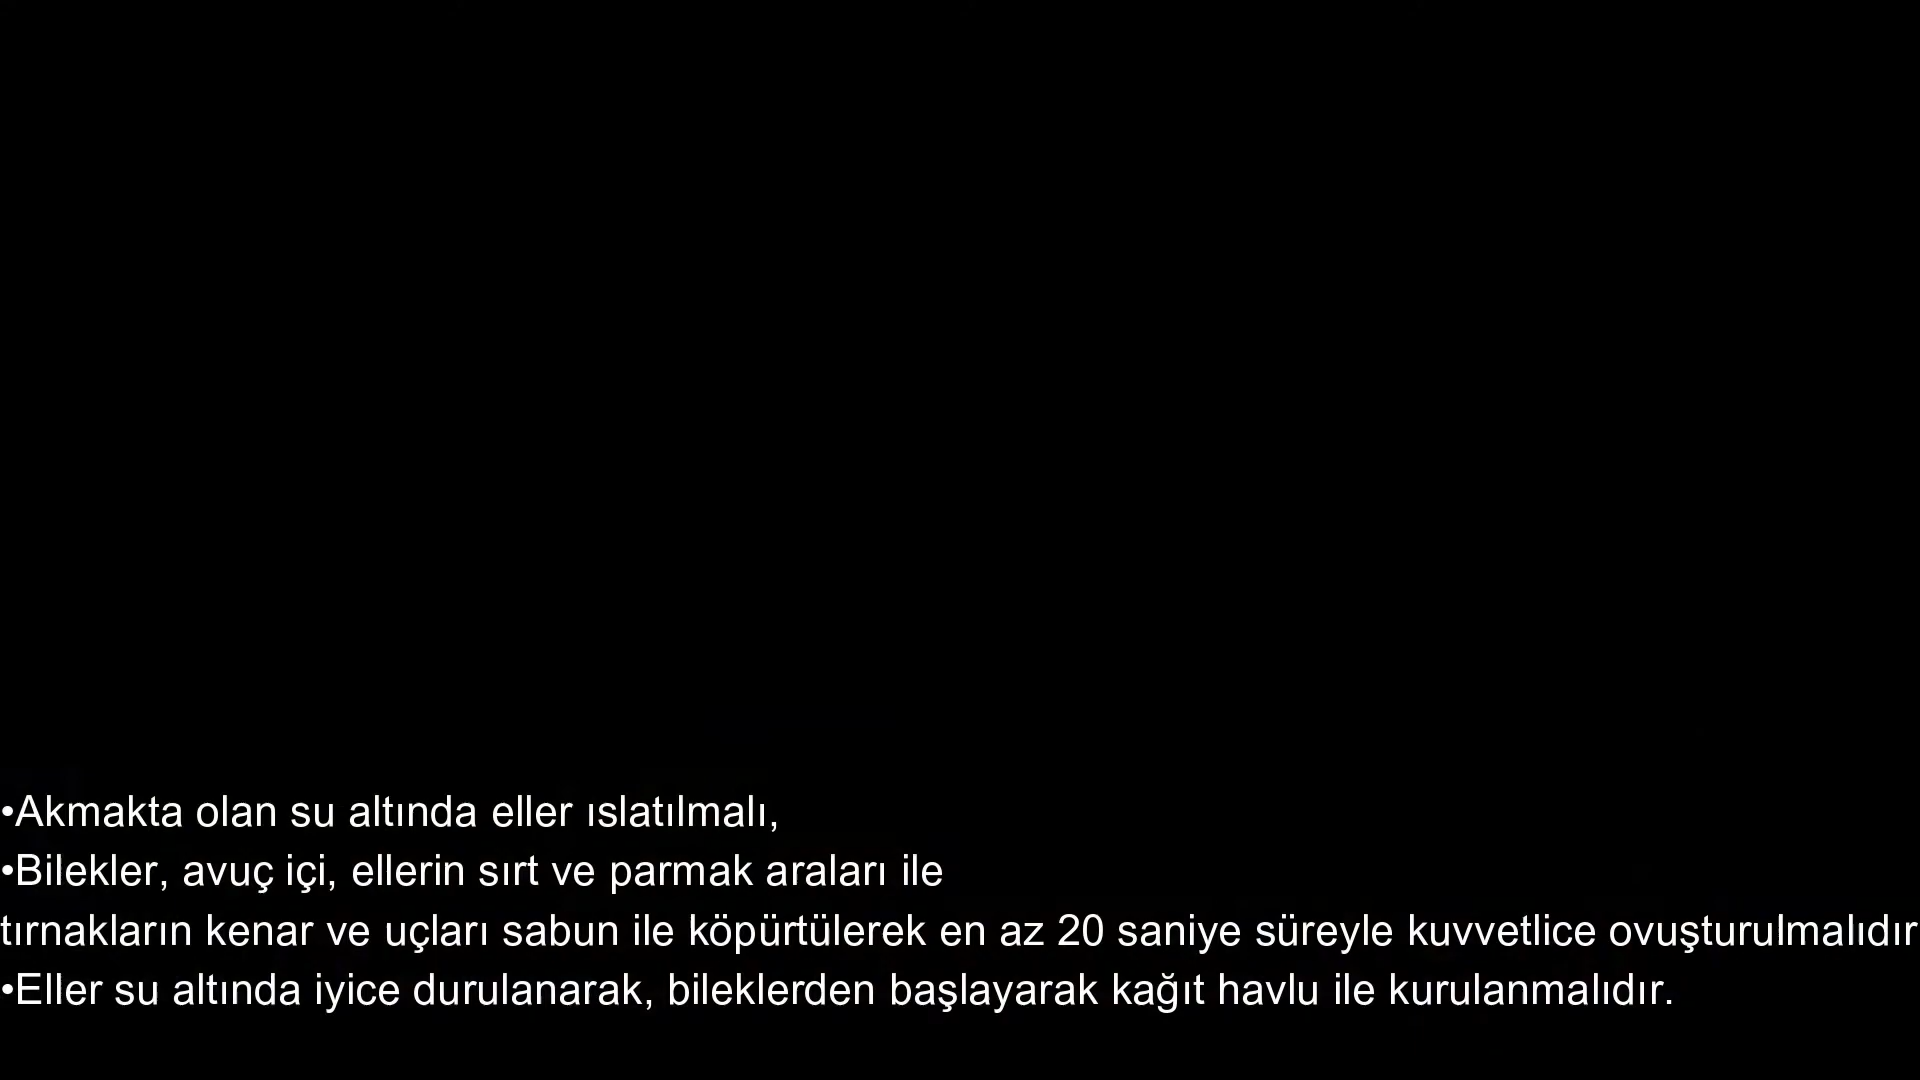 •Akmakta olan su altında eller ıslatılmalı,
•Bilekler, avuç içi, ellerin sırt ve parmak araları ile
tırnakların kenar ve uçları sabun ile köpürtülerek en az 20 saniye süreyle kuvvetlice ovuşturulmalıdır
•Eller su altında iyice durulanarak, bileklerden başlayarak kağıt havlu ile kurulanmalıdır.